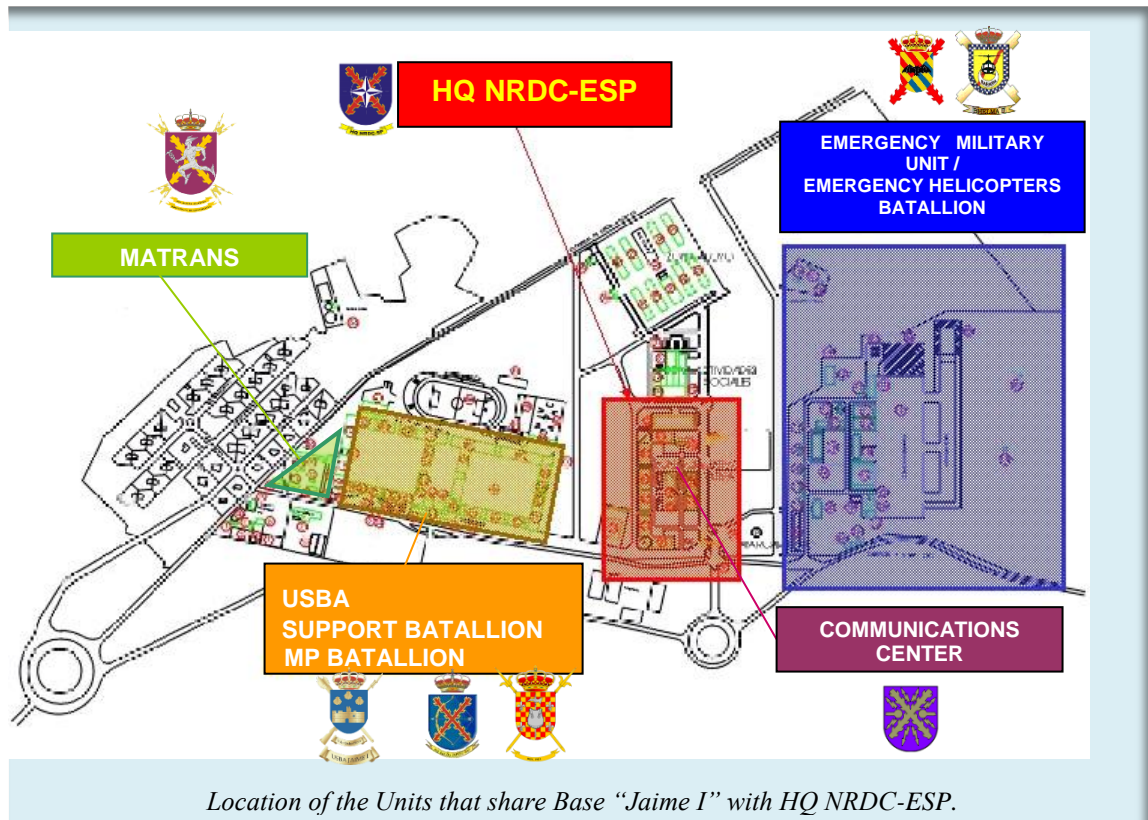 HQ NRDC-ESP
EMERGENCY MILITARY
UNIT /
EMERGENCY HELICOPTERS
BATALLION
MATRANS
SOCIALES
USBA
SUPPORT BATALLION
MP BATALLION
COMMUNICATIONS
CENTER
Location of the Units that share Base “Jaime I” with HQ NRDC-ESP.